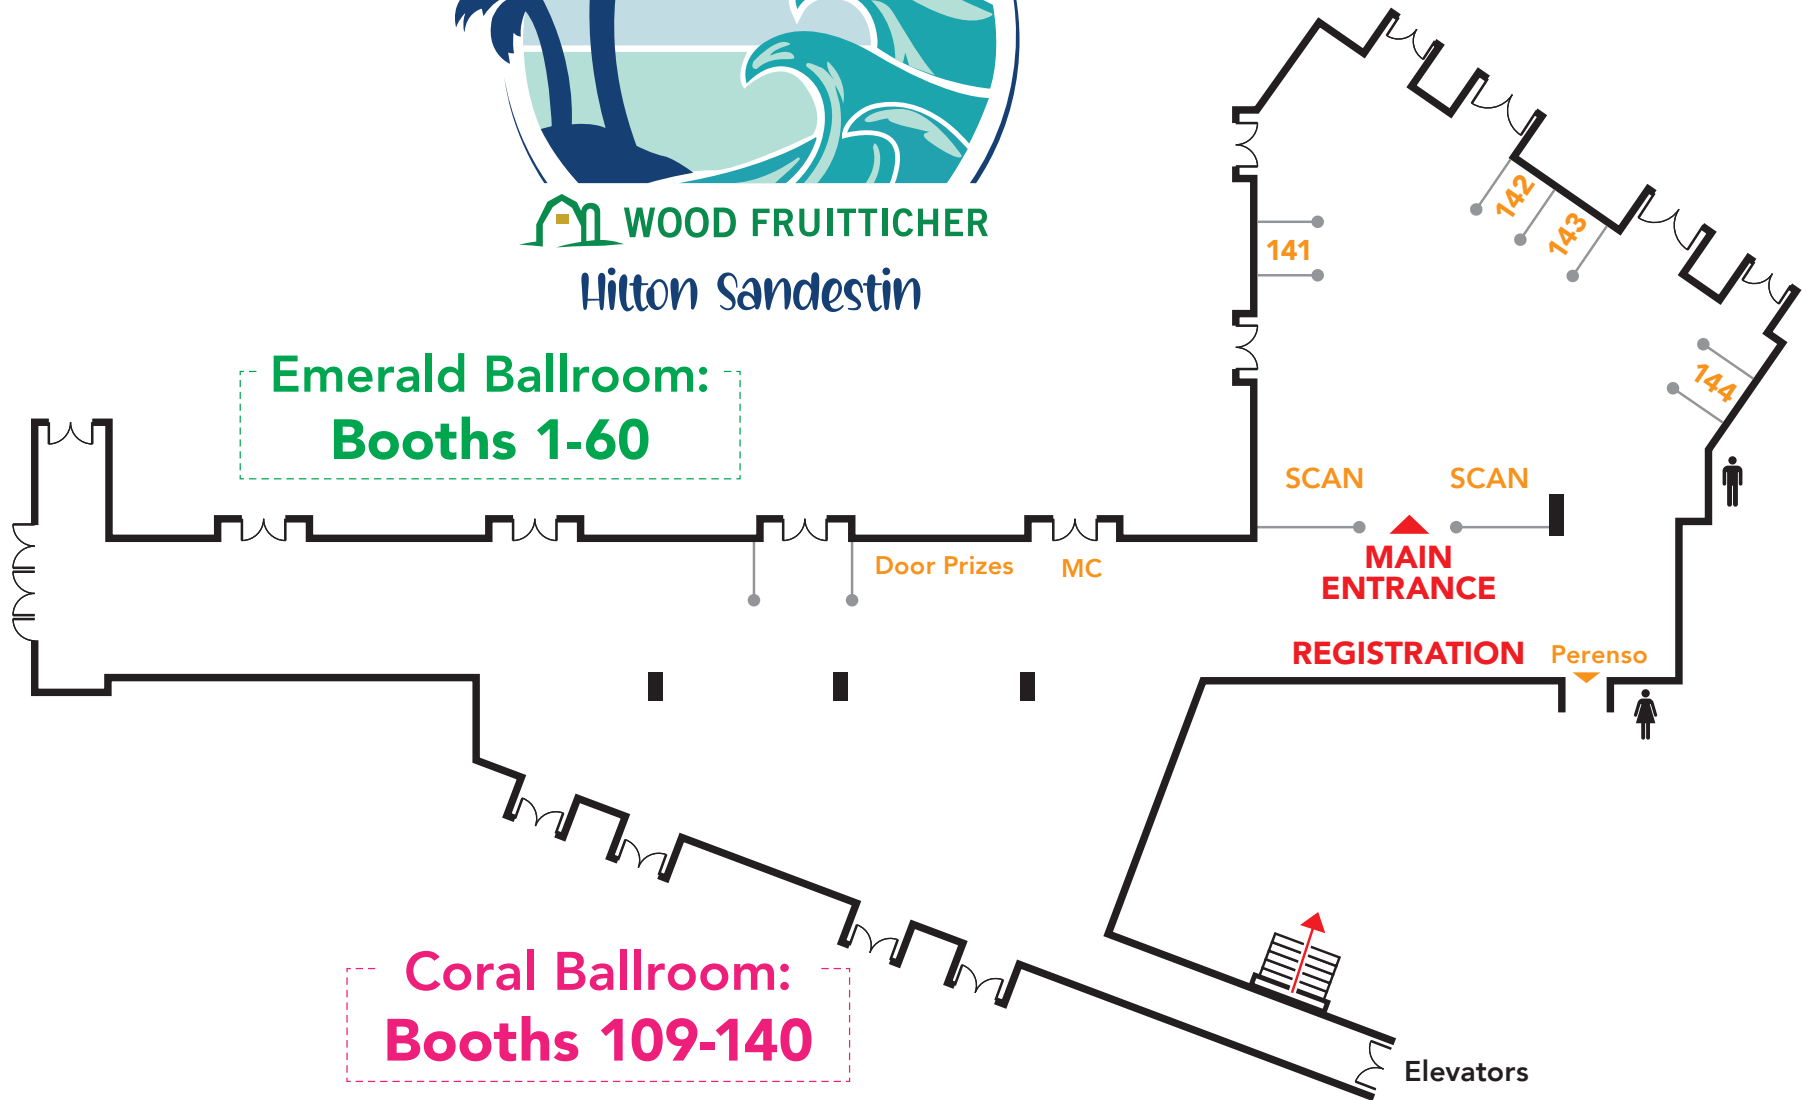 WOOD FRUITTICHER
Hilton Sandestin
142
143
141
Emerald Ballroom:
Booths 1-60
144
SCAN
SCAN
Door Prizes
MC
MAIN
ENTRANCE
REGISTRATION
Perenso
Coral Ballroom:
Booths 109-140
Elevators